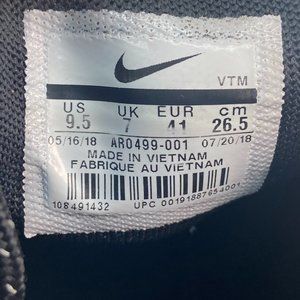 VTM
US UK EUR cm
9.5 7 41 26.5
05/16/18 AR0499-001 07/20/18
MADE IN VIETNAM
FABRIQUE AU VIETNAM
108491432 UPC 00191887654001